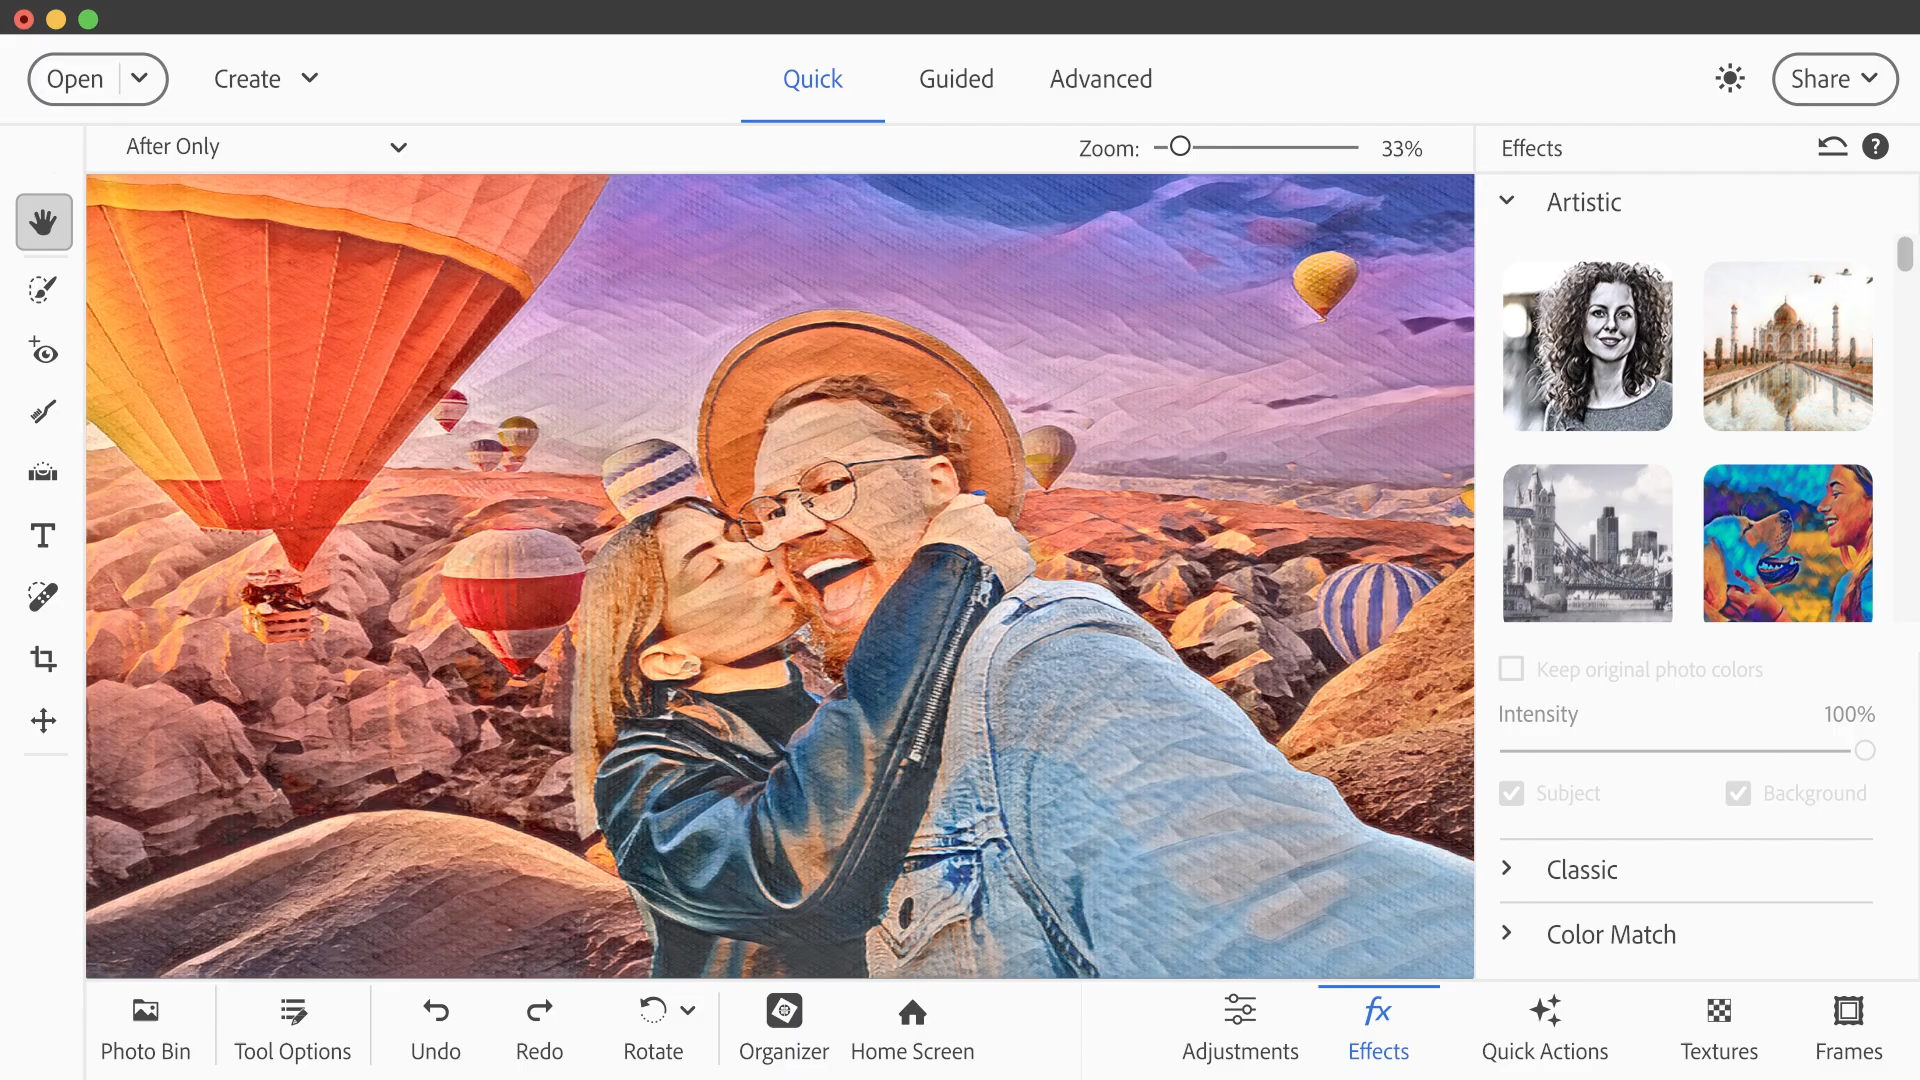 Open
Create
Quick
Guided
Advanced
Share
After Only
Zoom:
33%
Effects
?
Artistic
Keep original photo colors
Intensity
100%
Subject
Background
Classic
Color Match
Photo Bin
Tool Options
Undo
Redo
Rotate
Organizer
Home Screen
Adjustments
fx
Effects
Quick Actions
Textures
Frames